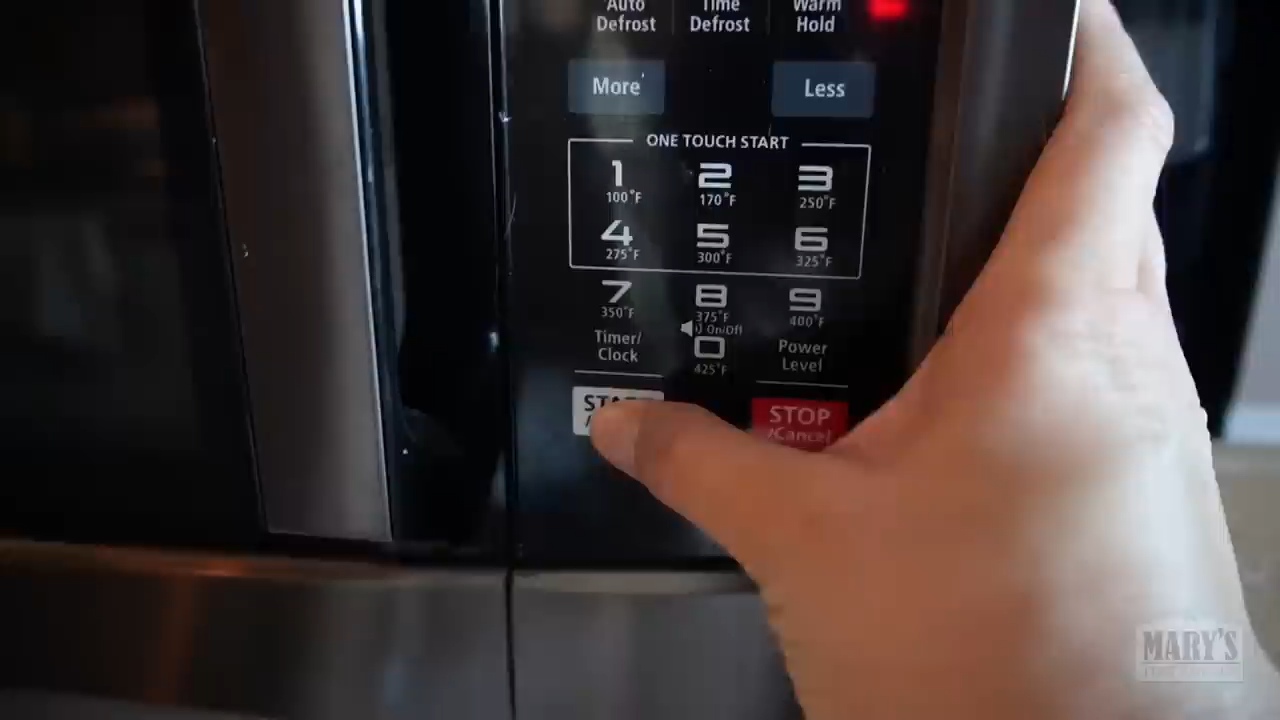 Auto Time Warm
Defrost Defrost Hold
More Less
ONE TOUCH START
1 2 3
100°F 170°F 250°F
4 5 6
275°F 300°F 325°F
7 8 9
350°F 375°F 400°F
On/Off
Timer/ 0 Power
Clock 425°F Level
STOP
/Cancel
MARY'S